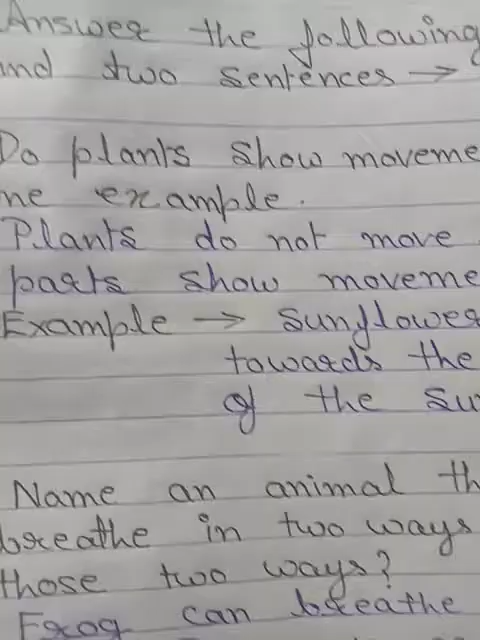 Answer the following
and two sentences →
Do plants show moveme
ne example.
Plants do not move
parts show moveme
Example → Sunflower
towards the
of the su
Name an animal th
breathe in two ways
those two ways?
Frog can breathe